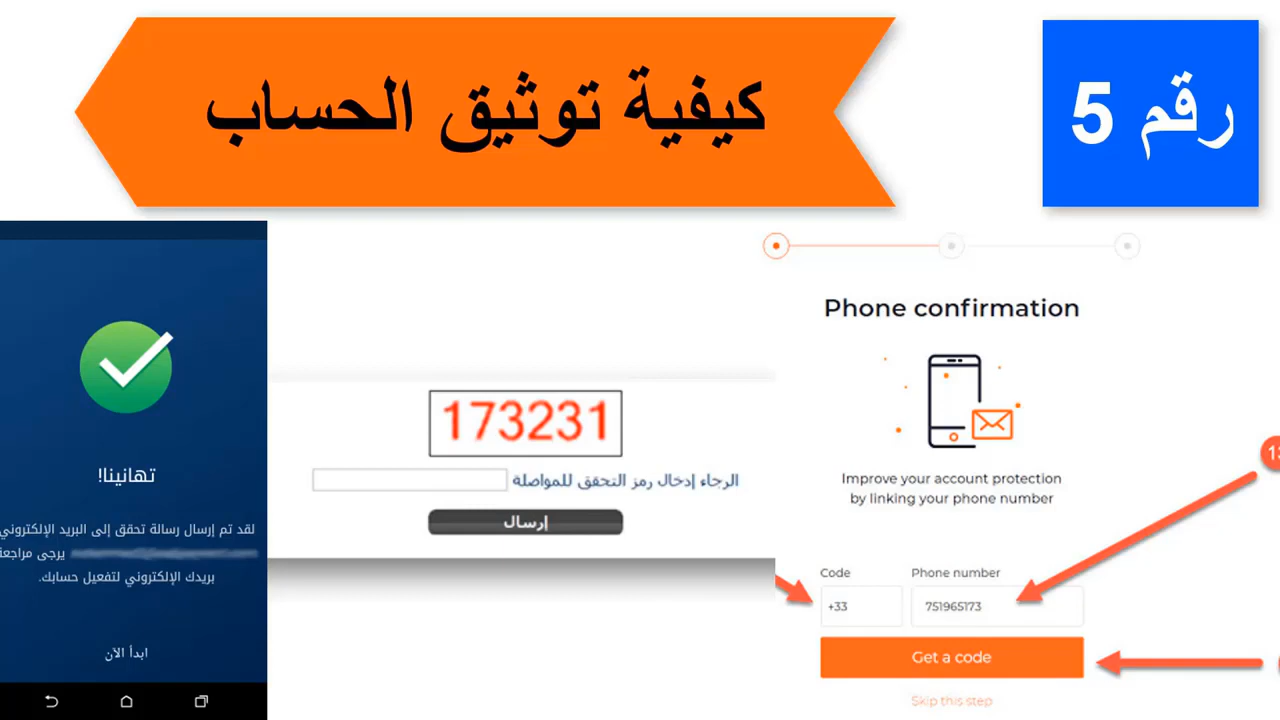 رقم 5
كيفية توثيق الحساب
تهانينا!
لقد تم إرسال رسالة تحقق إلى البريد الإلكتروني
يرجى مراجعة
بريدك الإلكتروني لتفعيل حسابك.
ابدأ الآن
173231
الرجاء إدخال رمز التحقق للمواصلة
إرسال
Phone confirmation
Improve your account protection
by linking your phone number
Code
Phone number
+33
751965173
Get a code
Skip this step